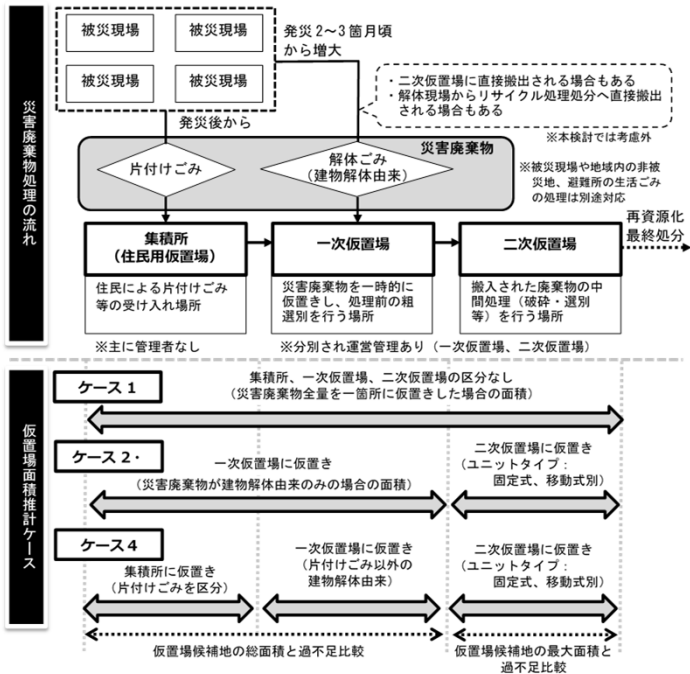 災害廃棄物処理の流れ
被災現場
被災現場
被災現場
被災現場
発災2～3箇月頃
から増大
・二次仮置場に直接搬出される場合もある
・解体現場からリサイクル処理処分へ直接搬出
される場合もある
※本検討では考慮外
発災後から
災害廃棄物
片付けごみ
解体ごみ
（建物解体由来）
※被災現場や地域内の非被
災地、避難所の生活ごみ
の処理は別途対応
集積所
（住民用仮置場）
一次仮置場
二次仮置場
再資源化
最終処分
住民による片付けごみ
等の受け入れ場所
災害廃棄物を一時的に
仮置きし、処理前の粗
選別を行う場所
搬入された廃棄物の中
間処理（破砕・選別
等）を行う場所
※主に管理者なし
※分別され運営管理あり（一次仮置場、二次仮置場）
仮置場面積推計ケース
ケース1
集積所、一次仮置場、二次仮置場の区分なし
（災害廃棄物全量を一箇所に仮置きした場合の面積）
ケース2・
一次仮置場に仮置き
（災害廃棄物が建物解体由来のみの場合の面積）
二次仮置場に仮置き
（ユニットタイプ：
固定式、移動式別）
ケース4
集積所に仮置き
（片付けごみを区分）
一次仮置場に仮置き
（片付けごみ以外の
建物解体由来）
二次仮置場に仮置き
（ユニットタイプ：
固定式、移動式別）
仮置場候補地の総面積と過不足比較
仮置場候補地の最大面積と
過不足比較